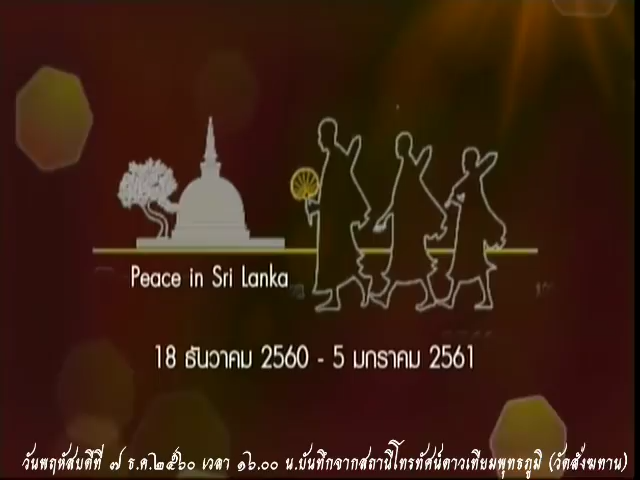 Peace in Sri Lanka
18 ธันวาคม 2560 - 5 มกราคม 2561
วันพฤหัสบดีที่ ๗ ธ.ค.๒๕๖๐ เวลา ๑๖.๐๐ น.บันทึกจากสถานีโทรทัศน์ดาวเทียมพุทธภูมิ (วัดสังฆทาน)